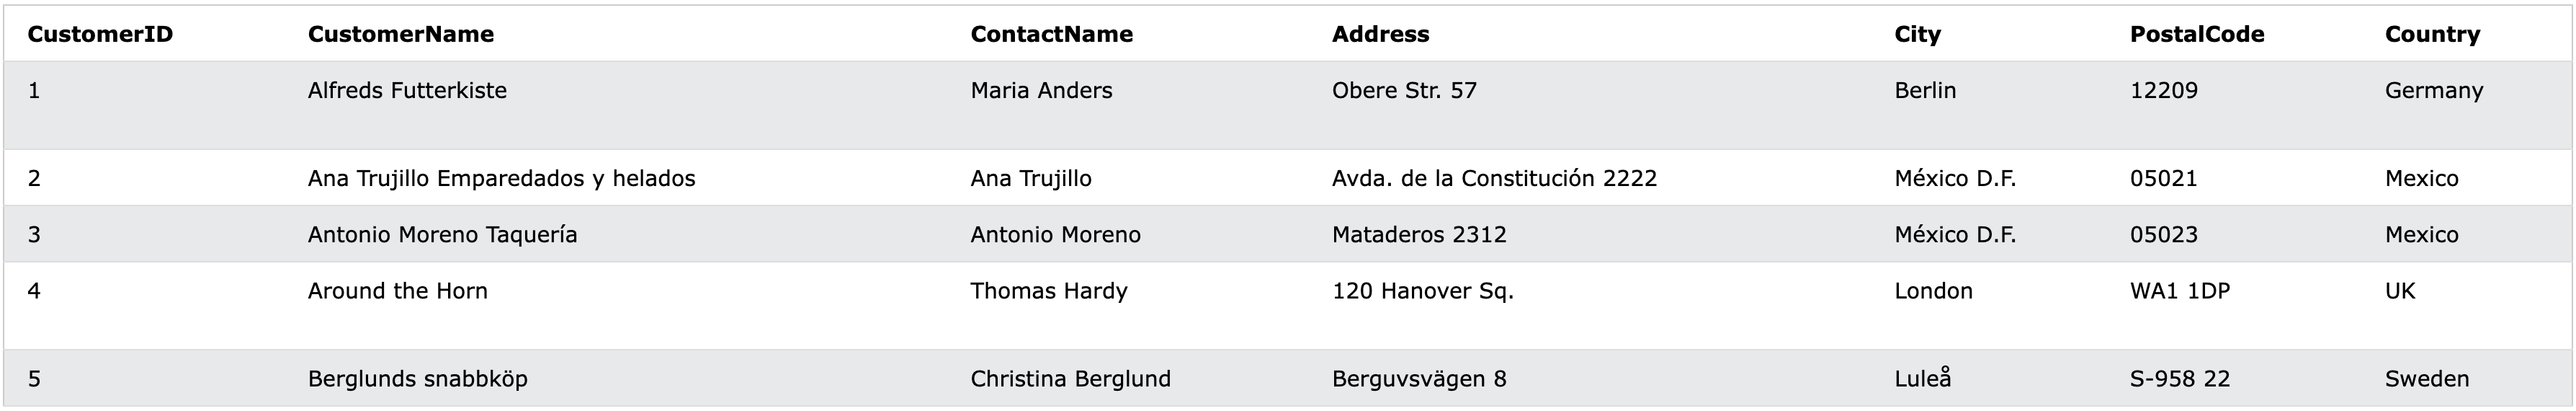 CustomerID CustomerName ContactName Address City PostalCode Country
1 Alfreds Futterkiste Maria Anders Obere Str. 57 Berlin 12209 Germany
2 Ana Trujillo Emparedados y helados Ana Trujillo Avda. de la Constitución 2222 México D.F. 05021 Mexico
3 Antonio Moreno Taquería Antonio Moreno Mataderos 2312 México D.F. 05023 Mexico
4 Around the Horn Thomas Hardy 120 Hanover Sq. London WA1 1DP UK
5 Berglunds snabbköp Christina Berglund Berguvsvägen 8 Luleå S-958 22 Sweden